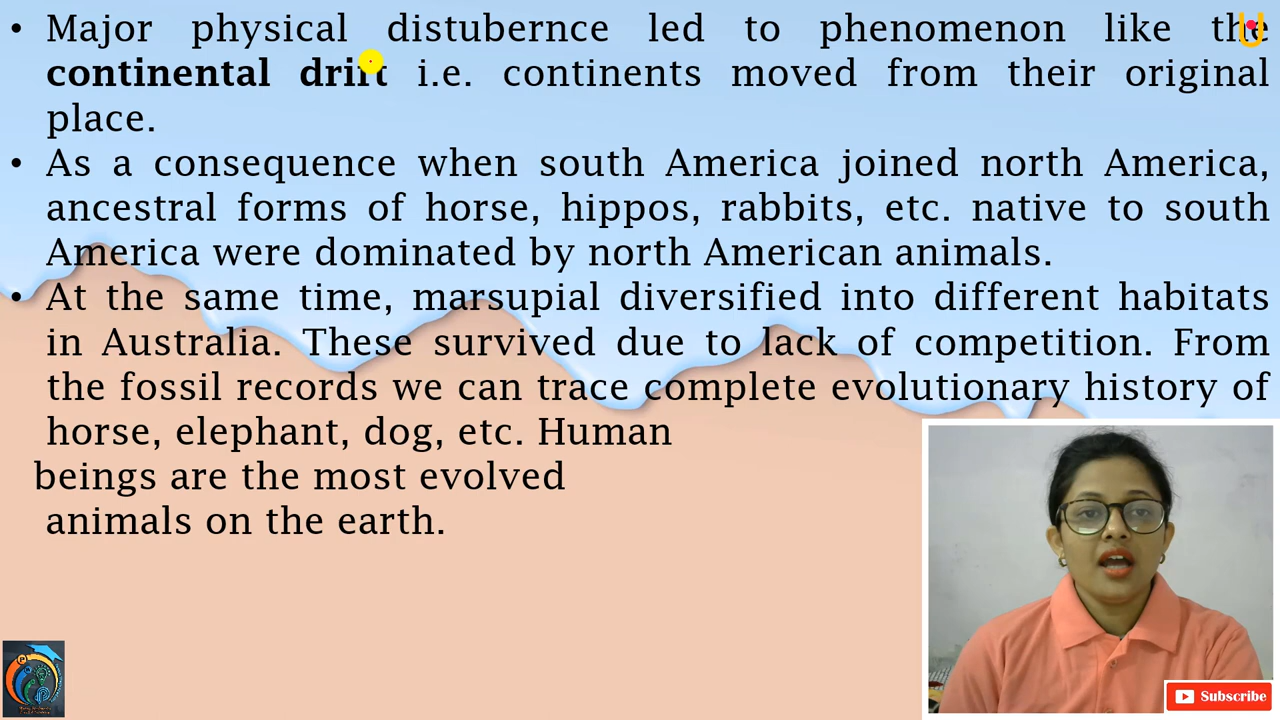 • Major physical distubernce led to phenomenon like the
continental drift i.e. continents moved from their original
place.
• As a consequence when south America joined north America,
ancestral forms of horse, hippos, rabbits, etc. native to south
America were dominated by north American animals.
• At the same time, marsupial diversified into different habitats
in Australia. These survived due to lack of competition. From
the fossil records we can trace complete evolutionary history of
horse, elephant, dog, etc. Human
beings are the most evolved
animals on the earth.
Subscribe